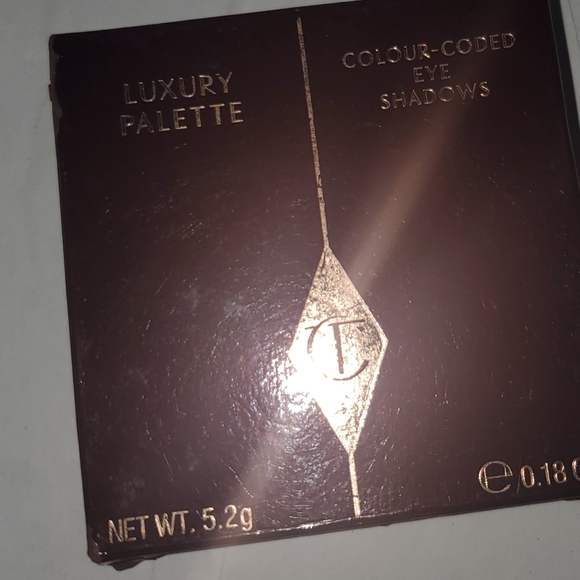 LUXURY
PALETTE
COLOUR-CODED
EYE
SHADOWS
CT
NET WT. 5.2g
e 0.18